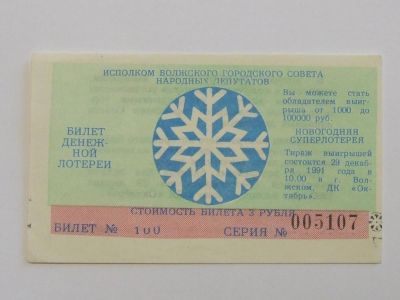 ИСПОЛКОМ ВОЛЖСКОГО ГОРОДСКОГО СОВЕТА
НАРОДНЫХ ДЕПУТАТОВ
БИЛЕТ
ДЕНЕЖ-
НОЙ
ЛОТЕРЕИ
Вы можете стать
обладателем выиг-
рыша от 1000 до
100000 руб.
НОВОГОДНЯЯ
СУПЕРЛОТЕРЕЯ
Тираж выигрышей
состоится 29 декаб-
ря 1991 года в
10.00 в г. Вол-
жском, ДК «Ок-
тябрь».
СТОИМОСТЬ БИЛЕТА 3 РУБЛЯ
БИЛЕТ № 100 СЕРИЯ № 005107